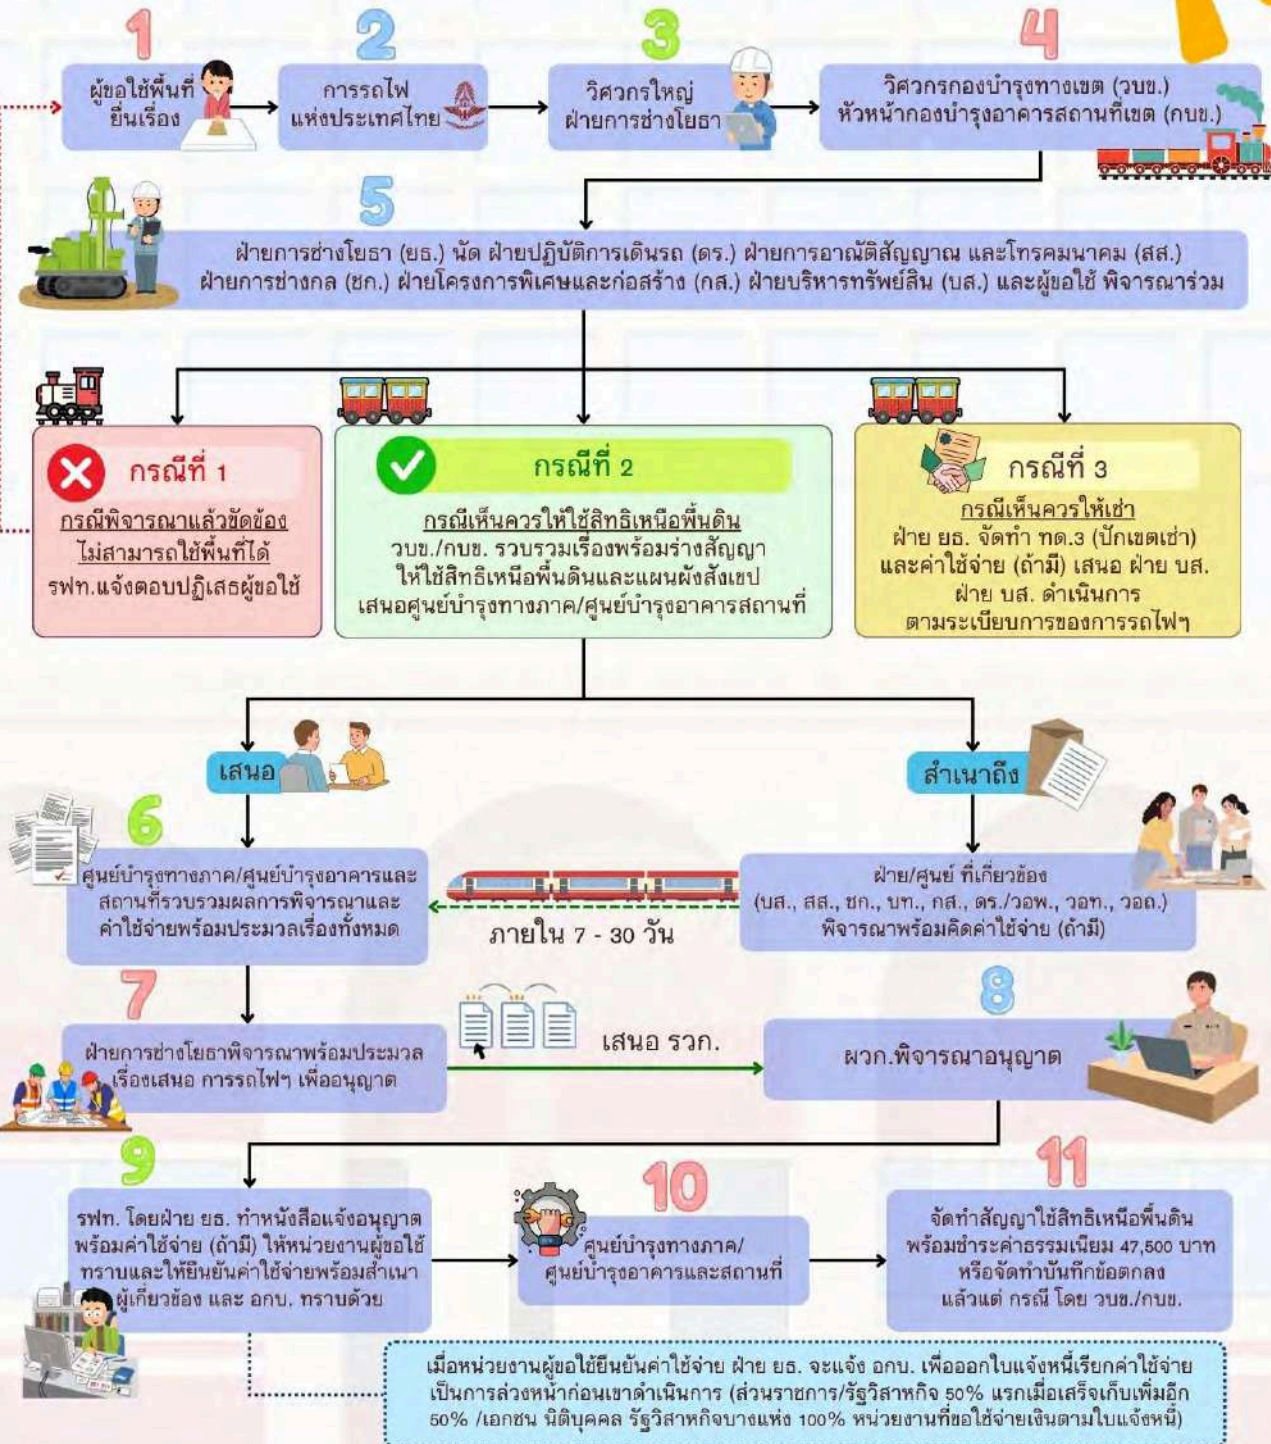 1
2
3
4
ผู้ขอใช้พื้นที่
ยื่นเรื่อง
การรถไฟ
แห่งประเทศไทย
วิศวกรใหญ่
ฝ่ายการช่างโยธา
วิศวกรกองบำรุงทางเขต (วบข.)
หัวหน้ากองบำรุงอาคารสถานที่เขต (กบข.)
5
ฝ่ายการช่างโยธา (ยธ.) นัด ฝ่ายปฏิบัติการเดินรถ (ดร.) ฝ่ายการอาณัติสัญญาณ และโทรคมนาคม (สส.)
ฝ่ายการช่างกล (ชก.) ฝ่ายโครงการพิเศษและก่อสร้าง (กส.) ฝ่ายบริหารทรัพย์สิน (บส.) และผู้ขอใช้ พิจารณาร่วม
กรณีที่ 1
กรณีพิจารณาแล้วขัดข้อง
ไม่สามารถใช้พื้นที่ได้
รฟท.แจ้งตอบปฏิเสธผู้ขอใช้
กรณีที่ 2
กรณีเห็นควรให้ใช้สิทธิเหนือพื้นดิน
วบข./กบข. รวบรวมเรื่องพร้อมร่างสัญญา
ให้ใช้สิทธิเหนือพื้นดินและแผนผังสังเขป
เสนอศูนย์บำรุงทางภาค/ศูนย์บำรุงอาคารสถานที่
กรณีที่ 3
กรณีเห็นควรให้เช่า
ฝ่าย ยธ. จัดทำ ทด.3 (ปักเขตเช่า)
และค่าใช้จ่าย (ถ้ามี) เสนอ ฝ่าย บส.
ฝ่าย บส. ดำเนินการ
ตามระเบียบการของการรถไฟฯ
เสนอ
สำเนาถึง
6
ศูนย์บำรุงทางภาค/ศูนย์บำรุงอาคารและ
สถานที่รวบรวมผลการพิจารณาและ
ค่าใช้จ่ายพร้อมประมวลเรื่องทั้งหมด
ภายใน 7 - 30 วัน
ฝ่าย/ศูนย์ ที่เกี่ยวข้อง
(บส., สส., ชก., บท., กส., ดร./วอพ., วอท., วอถ.)
พิจารณาพร้อมคิดค่าใช้จ่าย (ถ้ามี)
7
ฝ่ายการช่างโยธาพิจารณาพร้อมประมวล
เรื่องเสนอ การรถไฟฯ เพื่ออนุญาต
เสนอ รวก.
8
ผวก.พิจารณาอนุญาต
9
รฟท. โดยฝ่าย ยธ. ทำหนังสือแจ้งอนุญาต
พร้อมค่าใช้จ่าย (ถ้ามี) ให้หน่วยงานผู้ขอใช้
ทราบและให้ยืนยันค่าใช้จ่ายพร้อมสำเนา
ผู้เกี่ยวข้อง และ อกบ. ทราบด้วย
10
ศูนย์บำรุงทางภาค/
ศูนย์บำรุงอาคารและสถานที่
11
จัดทำสัญญาใช้สิทธิเหนือพื้นดิน
พร้อมชำระค่าธรรมเนียม 47,500 บาท
หรือจัดทำบันทึกข้อตกลง
แล้วแต่ กรณี โดย วบข./กบข.
เมื่อหน่วยงานผู้ขอใช้ยืนยันค่าใช้จ่าย ฝ่าย ยธ. จะแจ้ง อกบ. เพื่อออกใบแจ้งหนี้เรียกค่าใช้จ่าย
เป็นการล่วงหน้าก่อนเขาดำเนินการ (ส่วนราชการ/รัฐวิสาหกิจ 50% แรกเมื่อเสร็จเก็บเพิ่มอีก
50% /เอกชน นิติบุคคล รัฐวิสาหกิจบางแห่ง 100% หน่วยงานที่ขอใช้จ่ายเงินตามใบแจ้งหนี้)